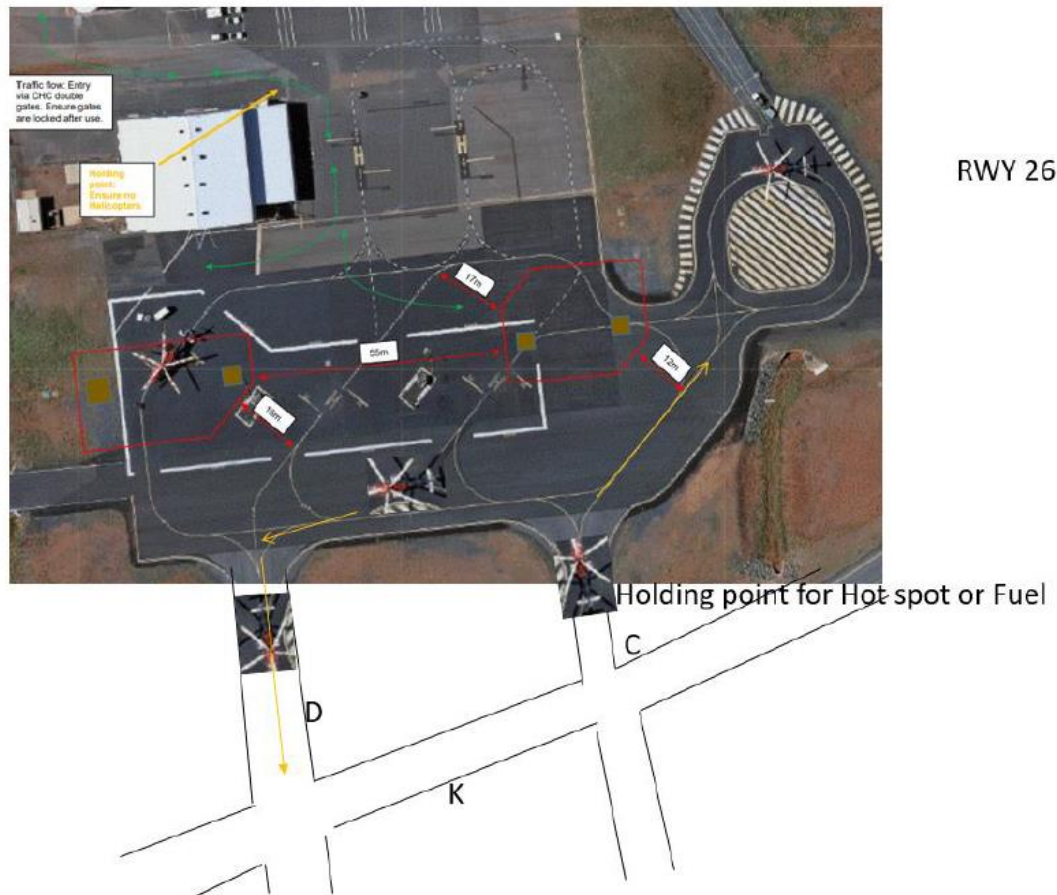 Traffic flow: Entry
via CHC double
gates. Ensure gates
are locked after use.
Holding
point:
Ensure no
Helicopters.
RWY 26
17m
55m
12m
Holding point for Hot spot or Fuel
C
D
K